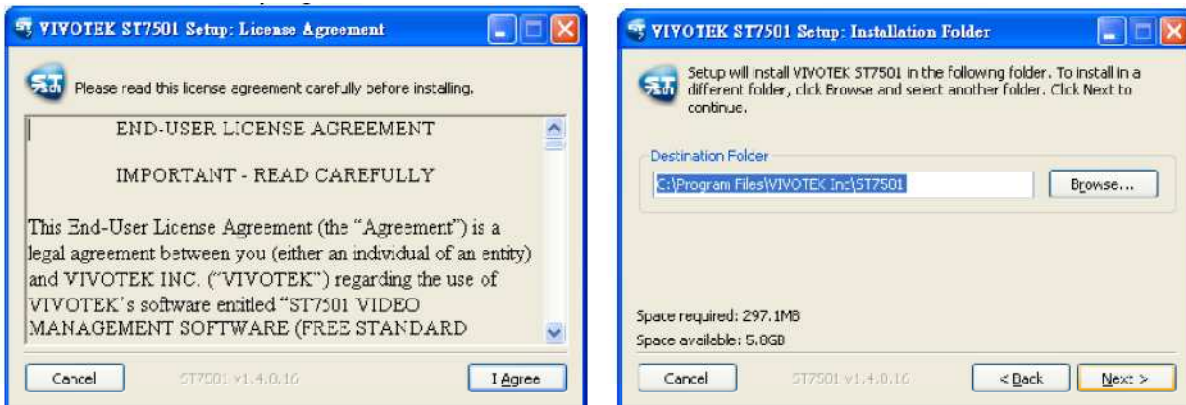 VIVOTEK ST7501 Setup: License Agreement
ST
Please read this license agreement carefully before installing.
END-USER LICENSE AGREEMENT
IMPORTANT - READ CAREFULLY
This End-User License Agreement (the “Agreement”) is a
legal agreement between you (either an individual of an entity)
and VIVOTEK INC. (“VIVOTEK”) regarding the use of
VIVOTEK's software entitled “ST7501 VIDEO
MANAGEMENT SOFTWARE (FREE STANDARD
Cancel
ST7501 v1.4.0.16
I Agree
VIVOTEK ST7501 Setup: Installation Folder
ST
Setup will install VIVOTEK ST7501 in the following folder. To install in a
different folder, click Browse and select another folder. Click Next to
continue.
Destination Folder
C:\Program Files\VIVOTEK Inc\ST7501
Browse...
Space required: 297.1MB
Space available: 5.8GB
Cancel
ST7501 v1.4.0.16
< Back
Next >